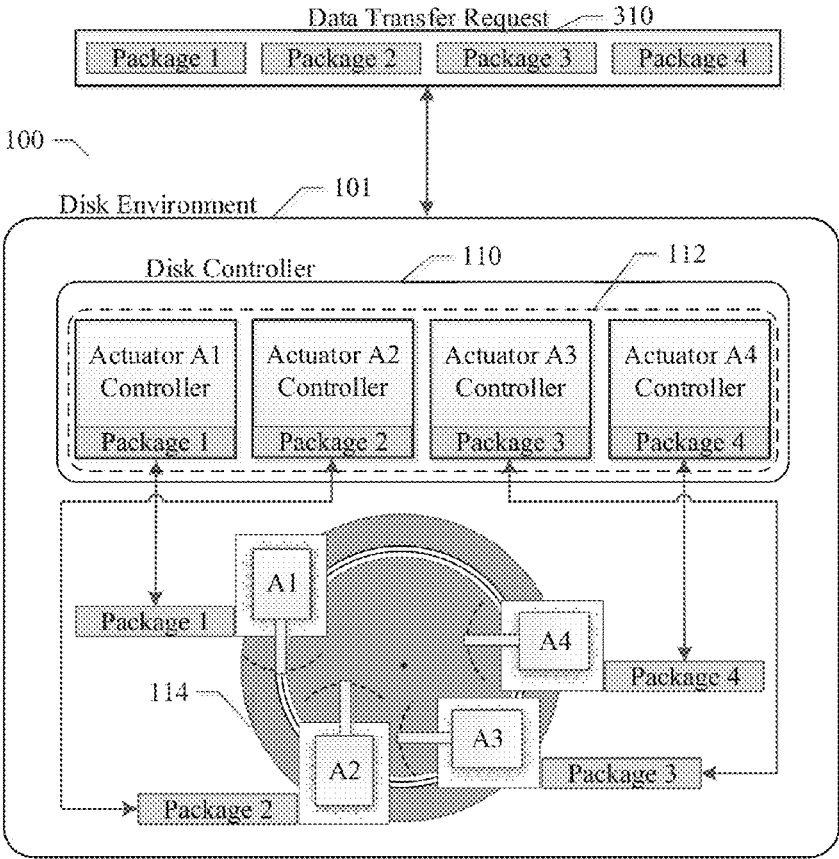 Data Transfer Request 310
Package 1 Package 2 Package 3 Package 4
100
101
Disk Environment
Disk Controller 110 112
Actuator A1 Actuator A2 Actuator A3 Actuator A4
Controller Controller Controller Controller
Package 1 Package 2 Package 3 Package 4
A1
Package 1
A4
Package 4
114
A3
A2
Package 3
Package 2